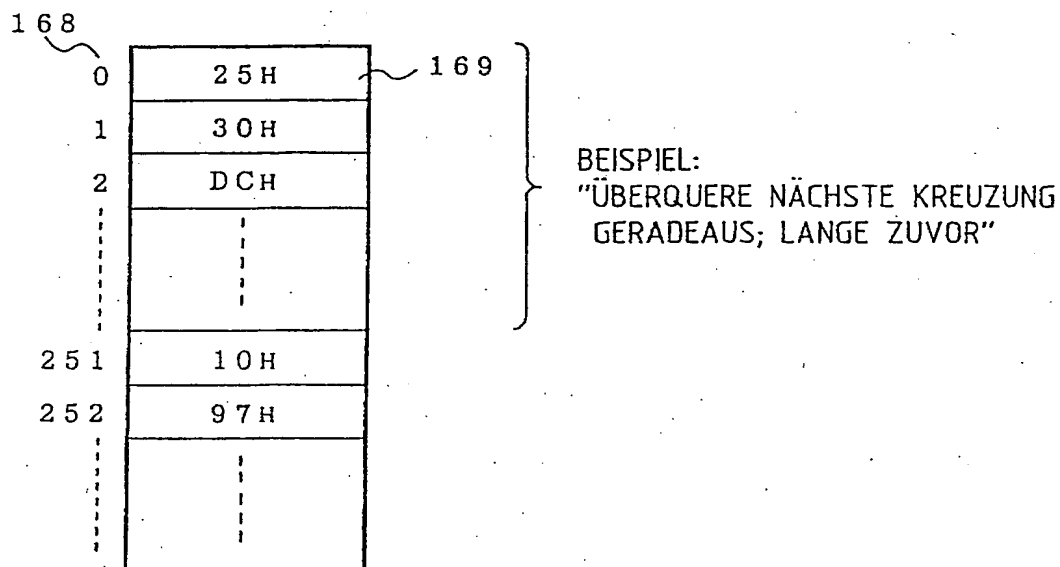 168
0 25H 169
1 30H
2 DCH
BEISPIEL:
"ÜBERQUERE NÄCHSTE KREUZUNG
GERADEAUS; LANGE ZUVOR"
251 10H
252 97H